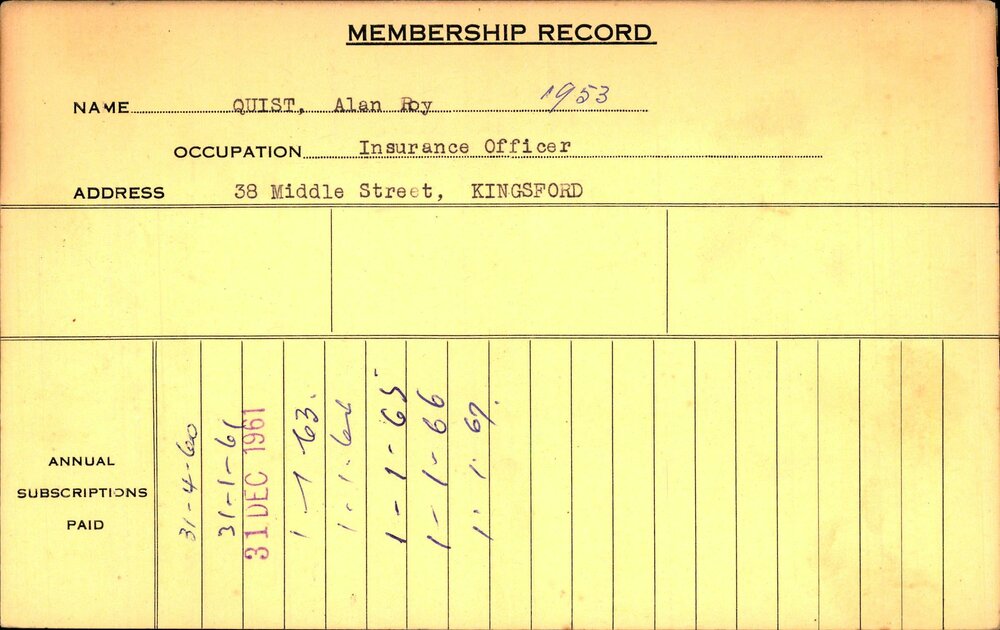 MEMBERSHIP RECORD
NAME QUIST, Alan Roy 1953
OCCUPATION Insurance Officer
ADDRESS 38 Middle Street, KINGSFORD
ANNUAL
SUBSCRIPTIONS
PAID
31-4-60
31-1-61
31 DEC 1961
1-1-63.
1-1-64
1-1-65
1-1-66
1.1.67.